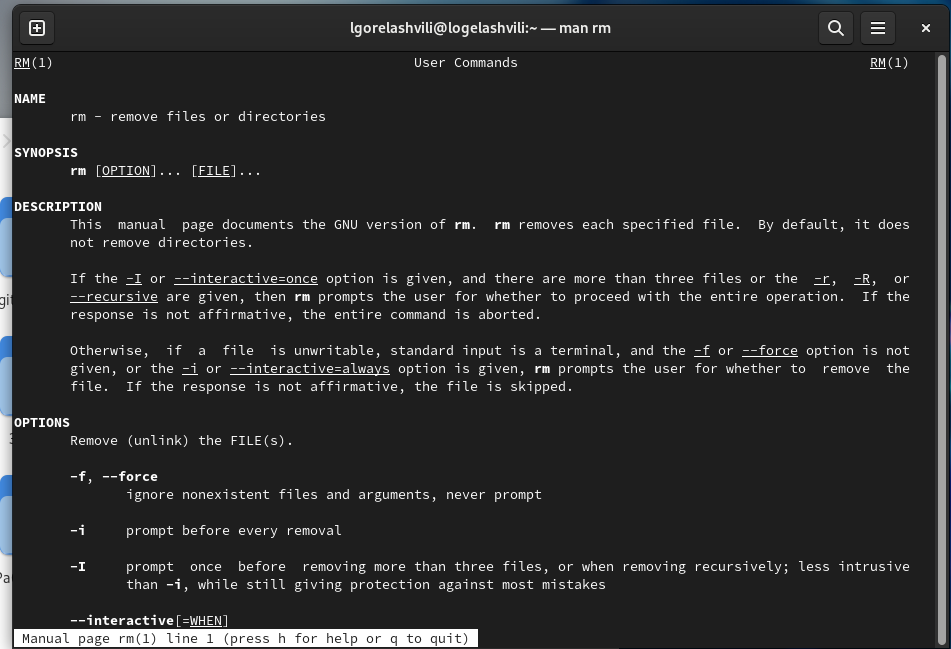 lgorelashvili@logelashvili:~ — man rm
RM(1) User Commands RM(1)
NAME
rm - remove files or directories
SYNOPSIS
rm [OPTION]... [FILE]...
DESCRIPTION
This manual page documents the GNU version of rm. rm removes each specified file. By default, it does
not remove directories.
If the -I or --interactive=once option is given, and there are more than three files or the -r, -R, or
--recursive are given, then rm prompts the user for whether to proceed with the entire operation. If the
response is not affirmative, the entire command is aborted.
Otherwise, if a file is unwritable, standard input is a terminal, and the -f or --force option is not
given, or the -i or --interactive=always option is given, rm prompts the user for whether to remove the
file. If the response is not affirmative, the file is skipped.
OPTIONS
Remove (unlink) the FILE(s).
-f, --force
ignore nonexistent files and arguments, never prompt
-i prompt before every removal
-I prompt once before removing more than three files, or when removing recursively; less intrusive
than -i, while still giving protection against most mistakes
--interactive[=WHEN]
Manual page rm(1) line 1 (press h for help or q to quit)